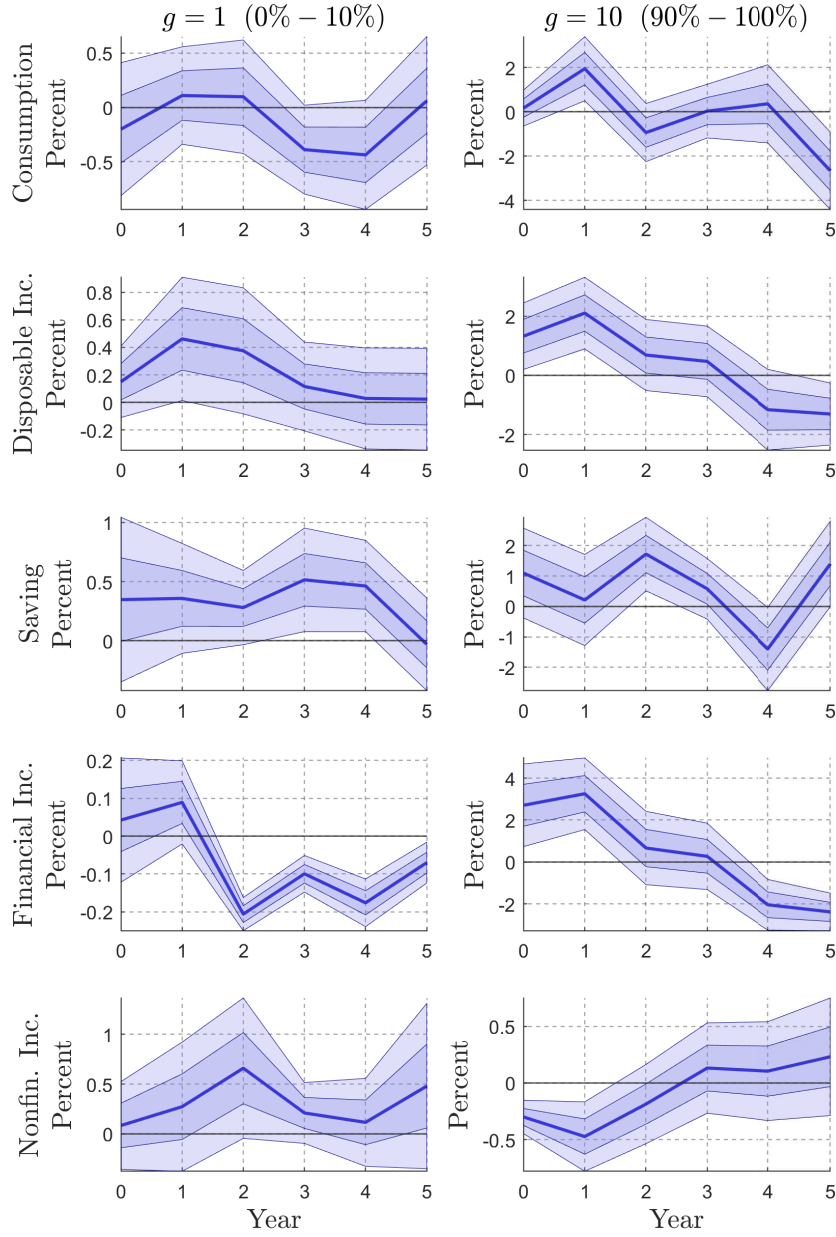 g = 1 (0% − 10%)
g = 10 (90% − 100%)
Consumption
Percent
0.5
0
-0.5
0 1 2 3 4 5
Percent
2
0
-2
-4
0 1 2 3 4 5
Disposable Inc.
Percent
0.8
0.6
0.4
0.2
0
-0.2
0 1 2 3 4 5
Percent
2
0
-2
0 1 2 3 4 5
Saving
Percent
1
0.5
0
0 1 2 3 4 5
Percent
2
1
0
-1
-2
0 1 2 3 4 5
Financial Inc.
Percent
0.2
0.1
0
-0.1
-0.2
0 1 2 3 4 5
Percent
4
2
0
-2
0 1 2 3 4 5
Nonfin. Inc.
Percent
1
0.5
0
0 1 2 3 4 5
Year
Percent
0.5
0
-0.5
0 1 2 3 4 5
Year